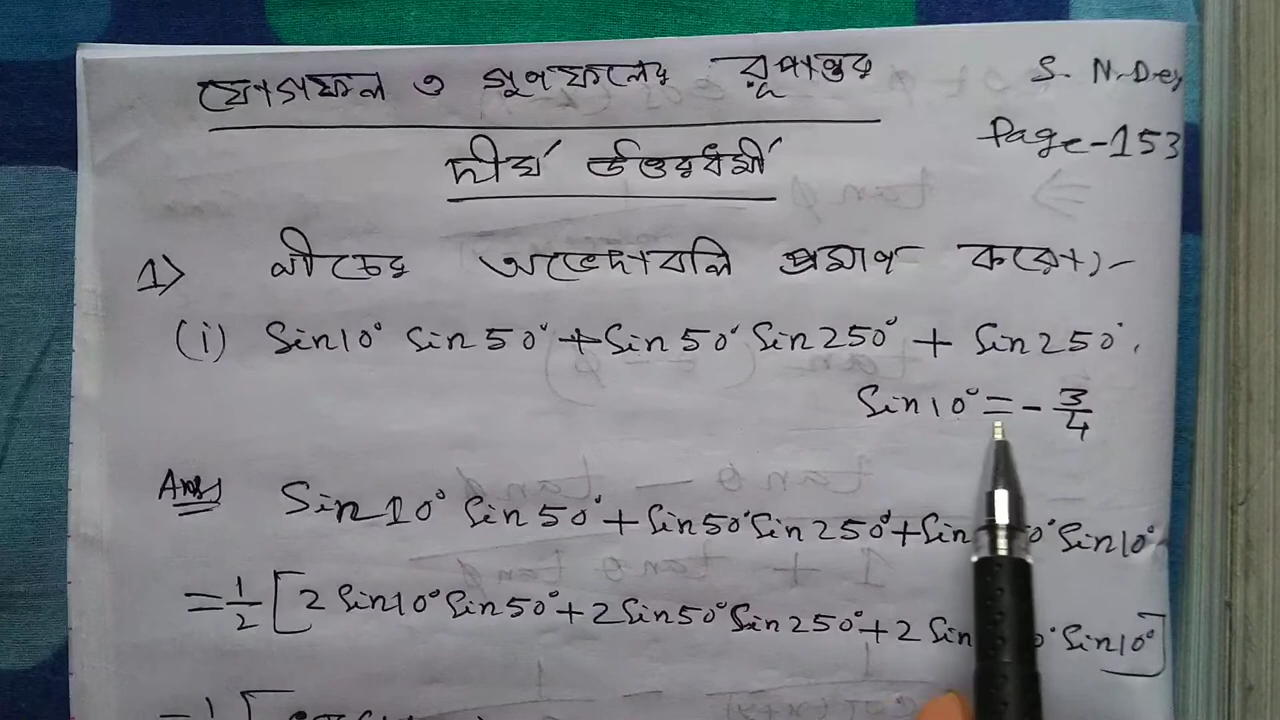 যোগফল ও গুণফলের রূপান্তর
S. N. Dey
Page-153
দীর্ঘ উত্তরধর্মী
1> নীচের অভেদাবলি প্রমাণ করো:-
(i) Sin10° Sin50° + Sin50° Sin250° + Sin250°.
Sin10° = - 3/4
Ans/ Sin10° Sin50° + Sin50° Sin250° + Sin 0° Sin10°
= 1/2 [2 Sin10° Sin50° + 2 Sin50° Sin250° + 2 Sin 0° Sin10°]